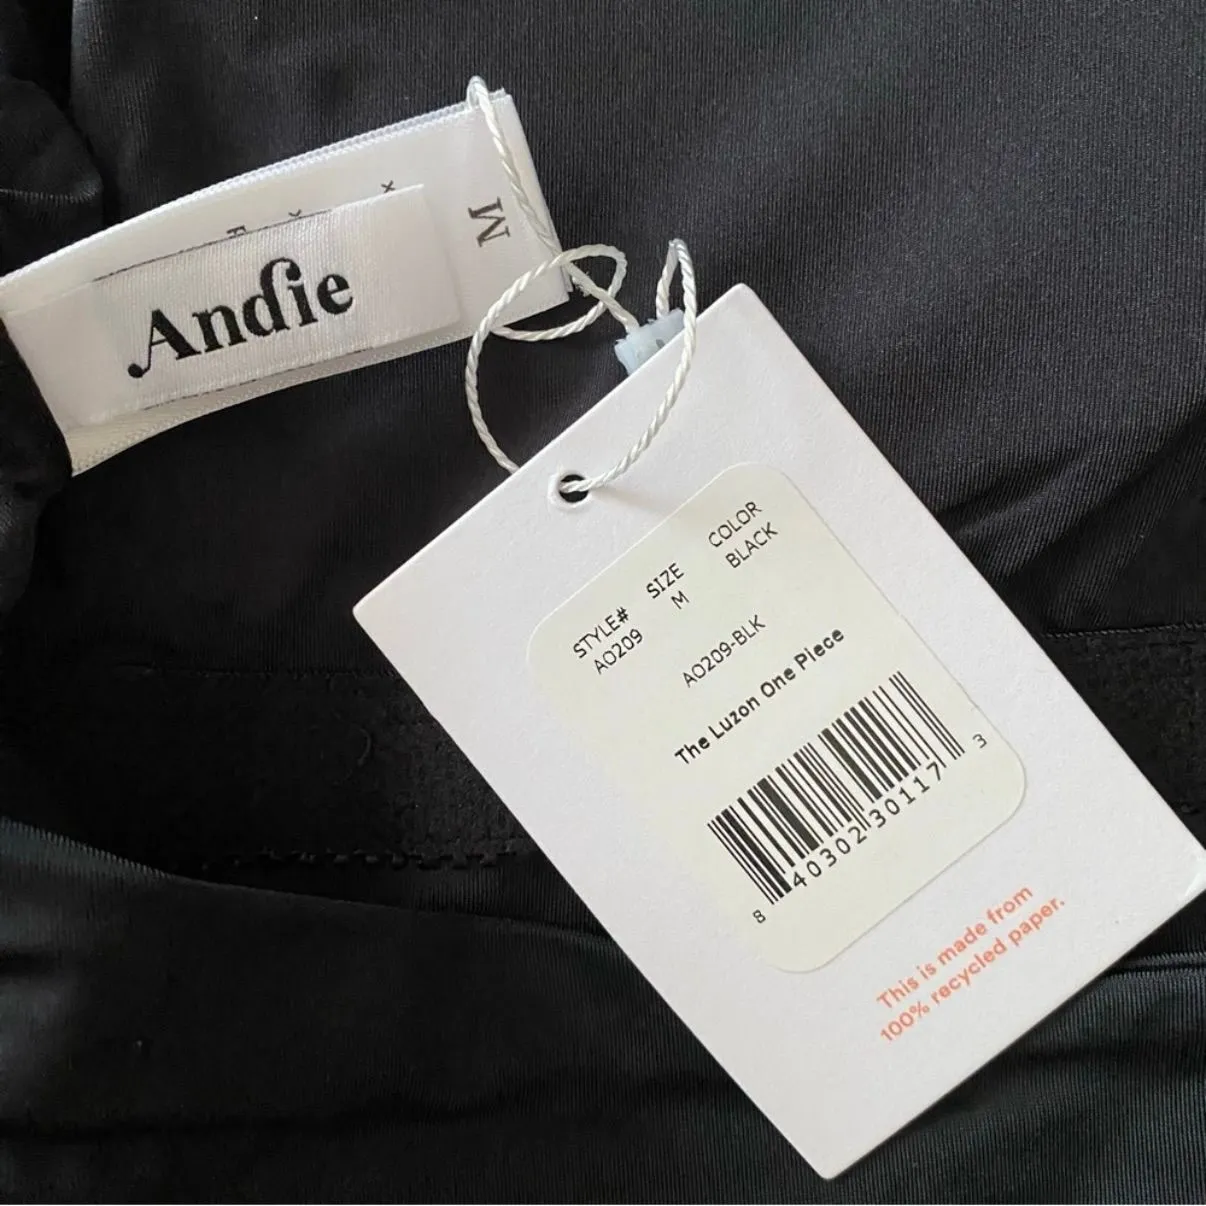 Andie
M
STYLE# SIZE COLOR
AO209 M BLACK
AO209-BLK
The Luzon One Piece
8 40302 30117 3
This is made from
100% recycled paper.